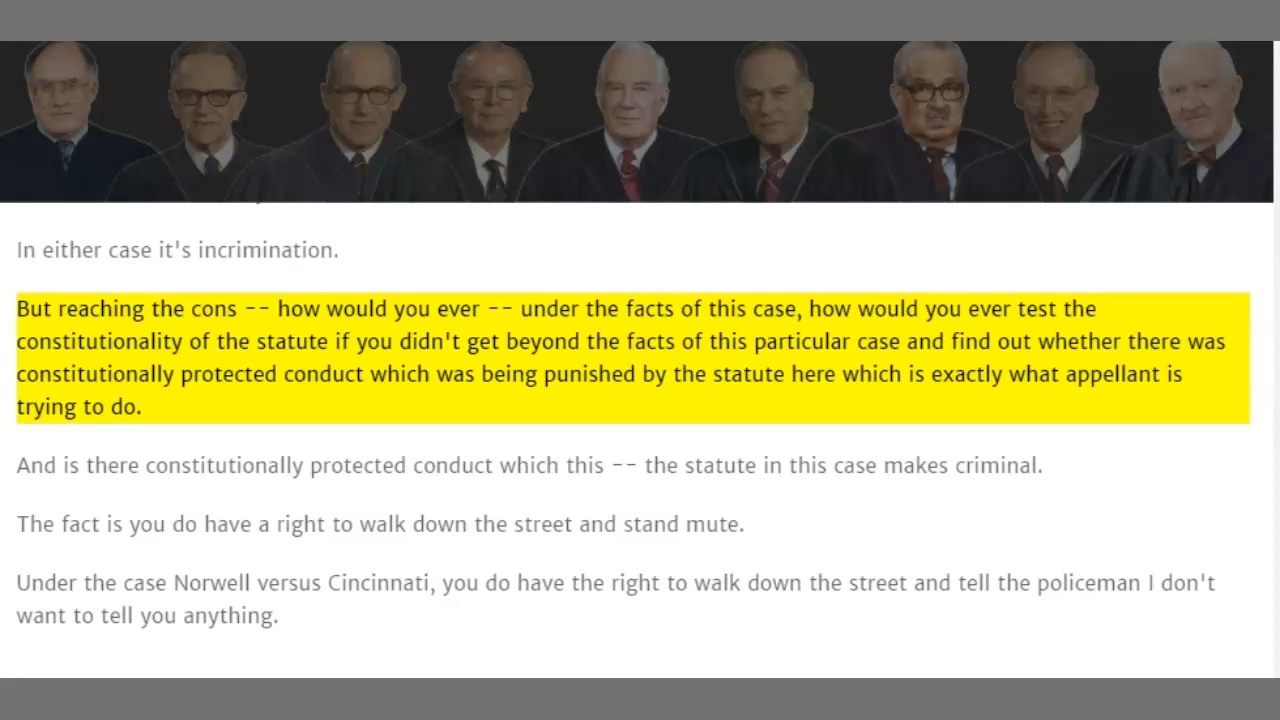 In either case it's incrimination.
But reaching the cons -- how would you ever -- under the facts of this case, how would you ever test the
constitutionality of the statute if you didn't get beyond the facts of this particular case and find out whether there was
constitutionally protected conduct which was being punished by the statute here which is exactly what appellant is
trying to do.
And is there constitutionally protected conduct which this -- the statute in this case makes criminal.
The fact is you do have a right to walk down the street and stand mute.
Under the case Norwell versus Cincinnati, you do have the right to walk down the street and tell the policeman I don't
want to tell you anything.